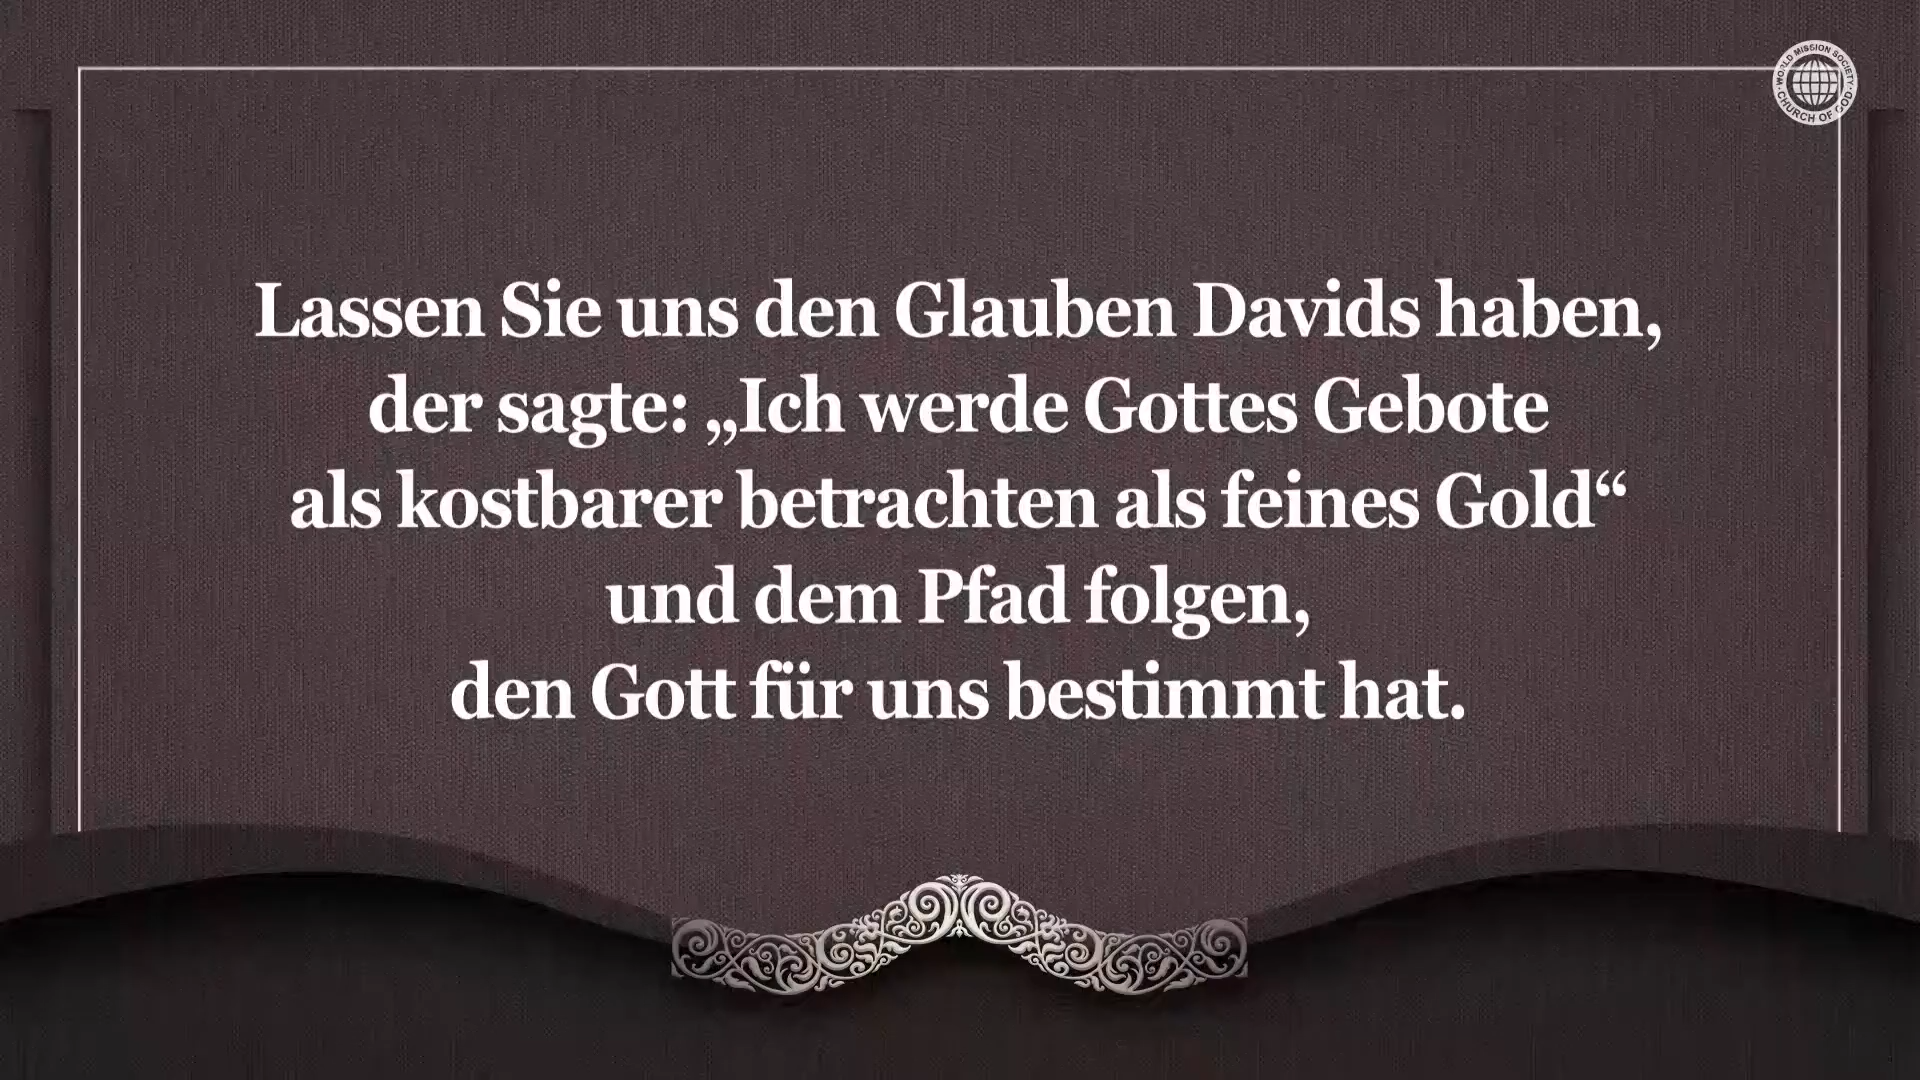 WORLD MISSION SOCIETY
CHURCH OF GOD
Lassen Sie uns den Glauben Davids haben,
der sagte: „Ich werde Gottes Gebote
als kostbarer betrachten als feines Gold“
und dem Pfad folgen,
den Gott für uns bestimmt hat.